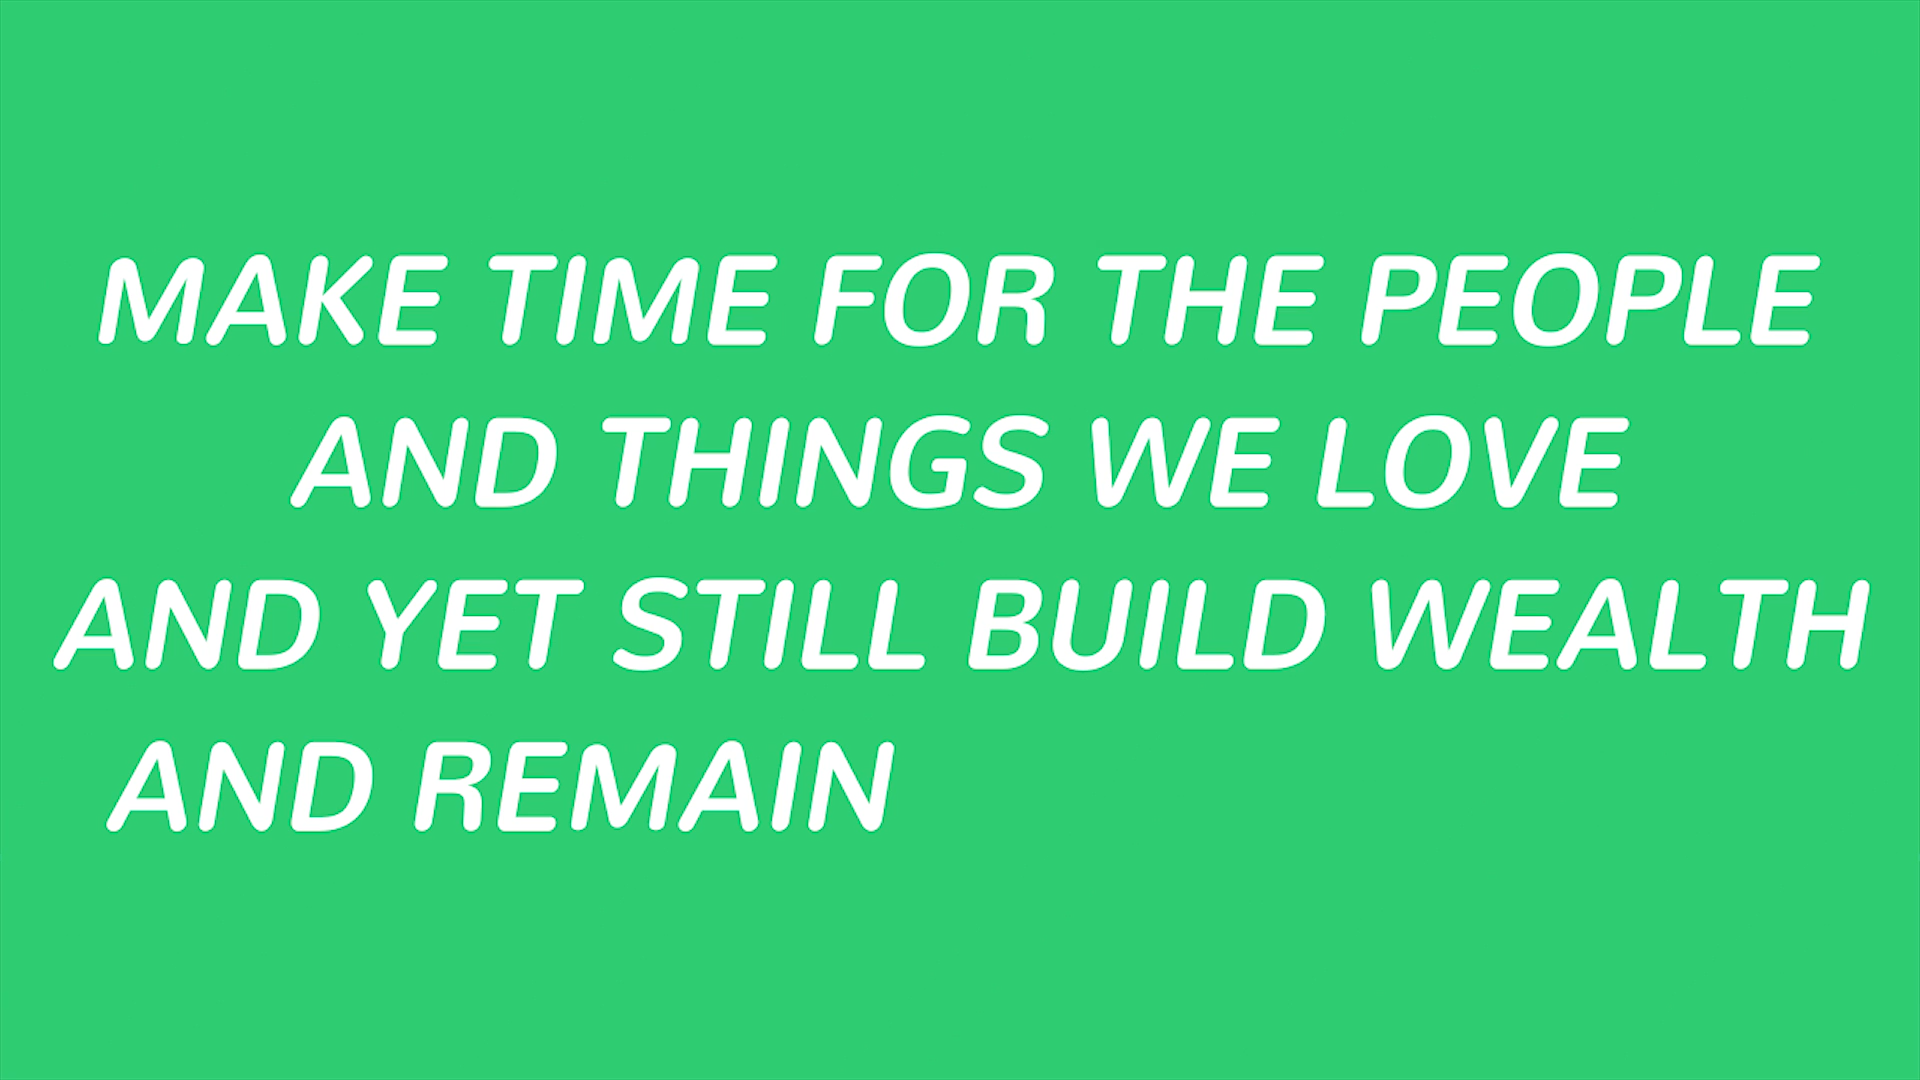 MAKE TIME FOR THE PEOPLE
AND THINGS WE LOVE
AND YET STILL BUILD WEALTH
AND REMAIN